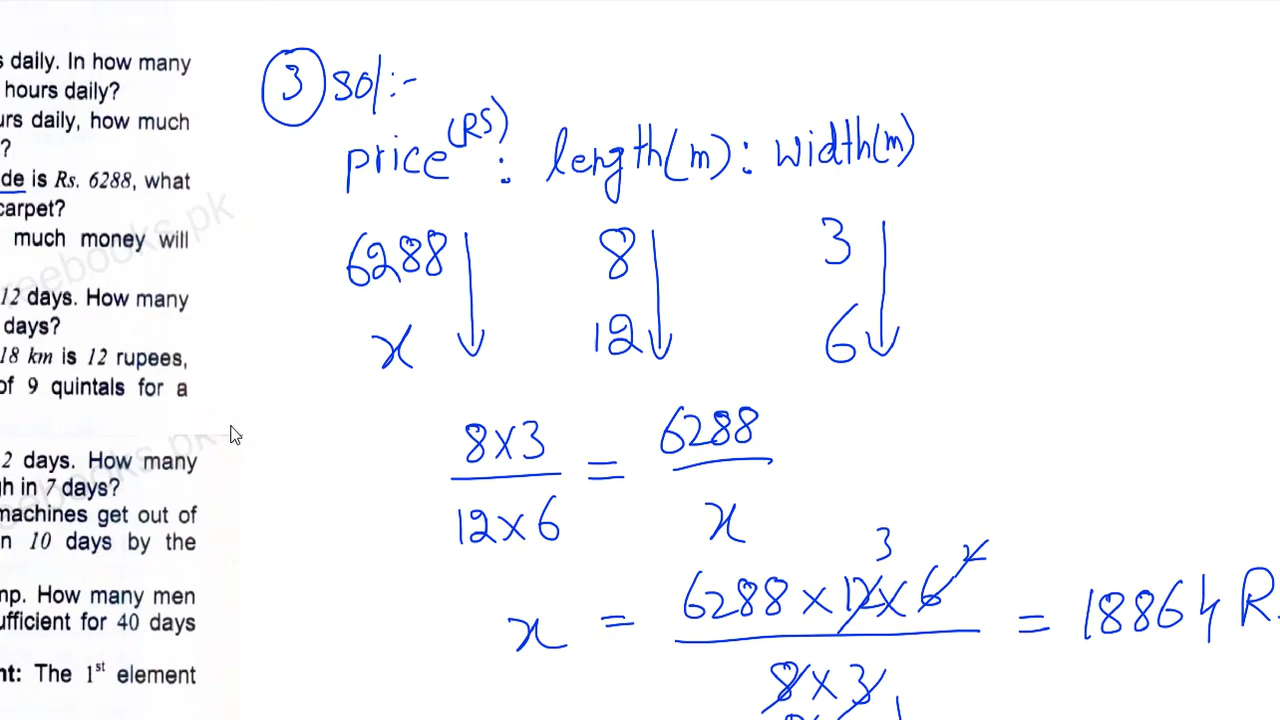 s daily. In how many
hours daily?
urs daily, how much
?
de is Rs. 6288, what
carpet?
much money will
12 days. How many
days?
18 km is 12 rupees,
of 9 quintals for a
2 days. How many
gh in 7 days?
machines get out of
n 10 days by the
mp. How many men
ufficient for 40 days
nt: The 1st element
eebooks.pk
3 sol:-
price (RS) : length(m) : width(m)
6288 8 3
x 12 6
8×3 / 12×6 = 6288 / x
3 2
x = 6288 × 12 × 6 / 8 × 3 = 18864 R.